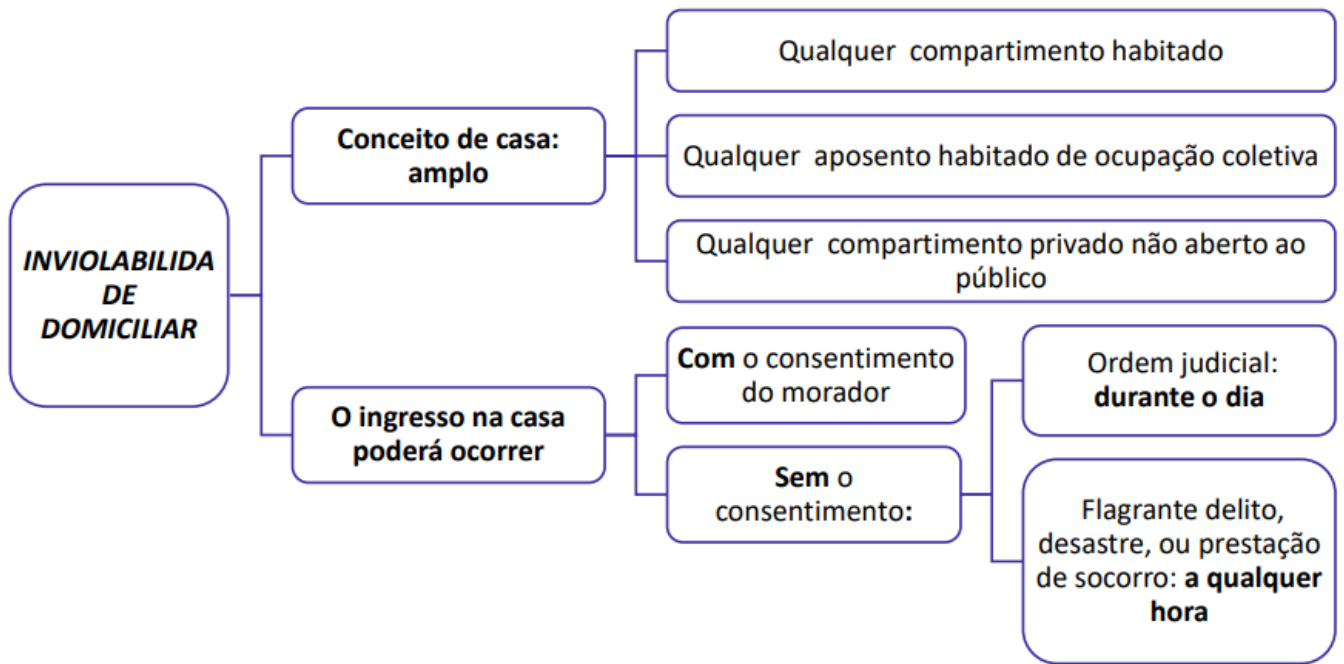 INVIOLABILIDA
DE
DOMICILIAR
Conceito de casa:
amplo
Qualquer compartimento habitado
Qualquer aposento habitado de ocupação coletiva
Qualquer compartimento privado não aberto ao
público
O ingresso na casa
poderá ocorrer
Com o consentimento
do morador
Sem o
consentimento:
Ordem judicial:
durante o dia
Flagrante delito,
desastre, ou prestação
de socorro: a qualquer
hora